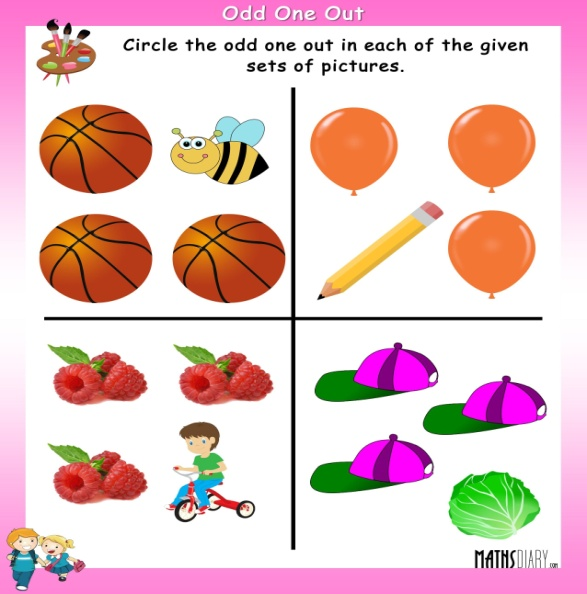 Odd One Out
Circle the odd one out in each of the given
sets of pictures.
MATHSDIARY.com